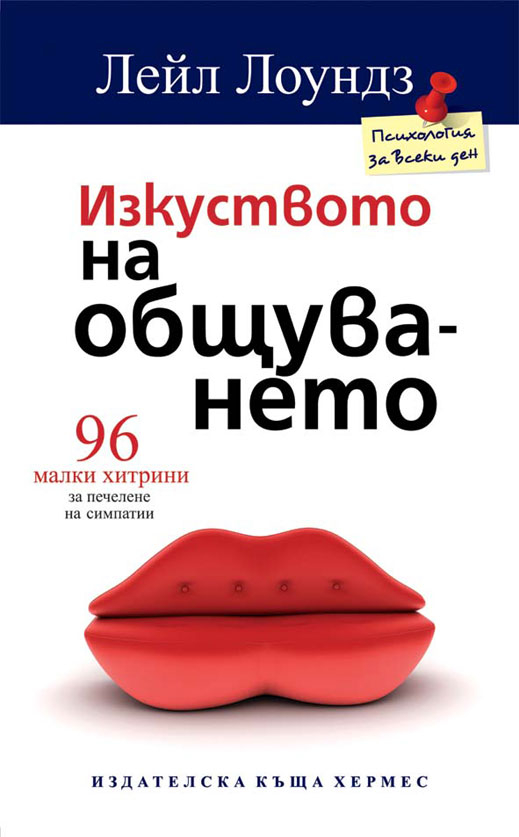 Лейл Лоундз
Психология
за всеки ден
Изкуството
на
общува-
нето
96
малки хитрини
за печелене
на симпатии
ИЗДАТЕЛСКА КЪЩА ХЕРМЕС